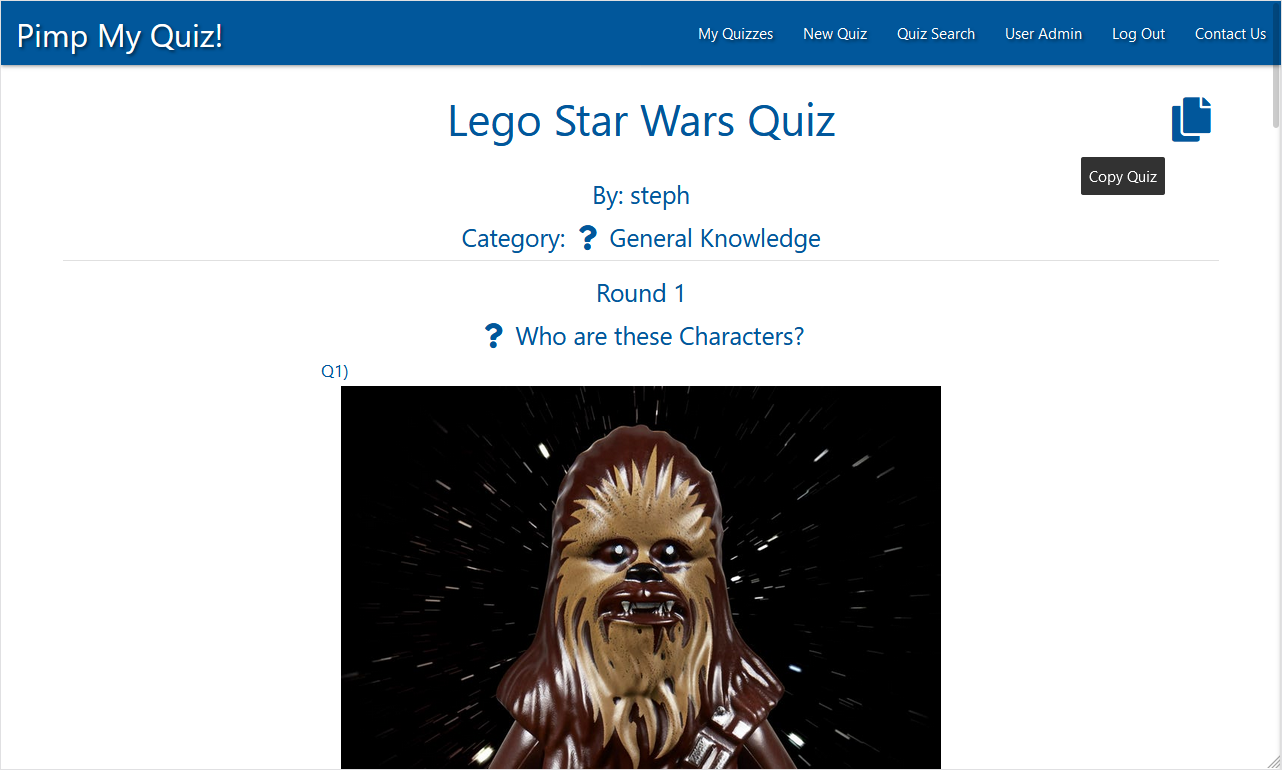 Pimp My Quiz!
My Quizzes New Quiz Quiz Search User Admin Log Out Contact Us
Lego Star Wars Quiz
Copy Quiz
By: steph
Category: ? General Knowledge
Round 1
? Who are these Characters?
Q1)